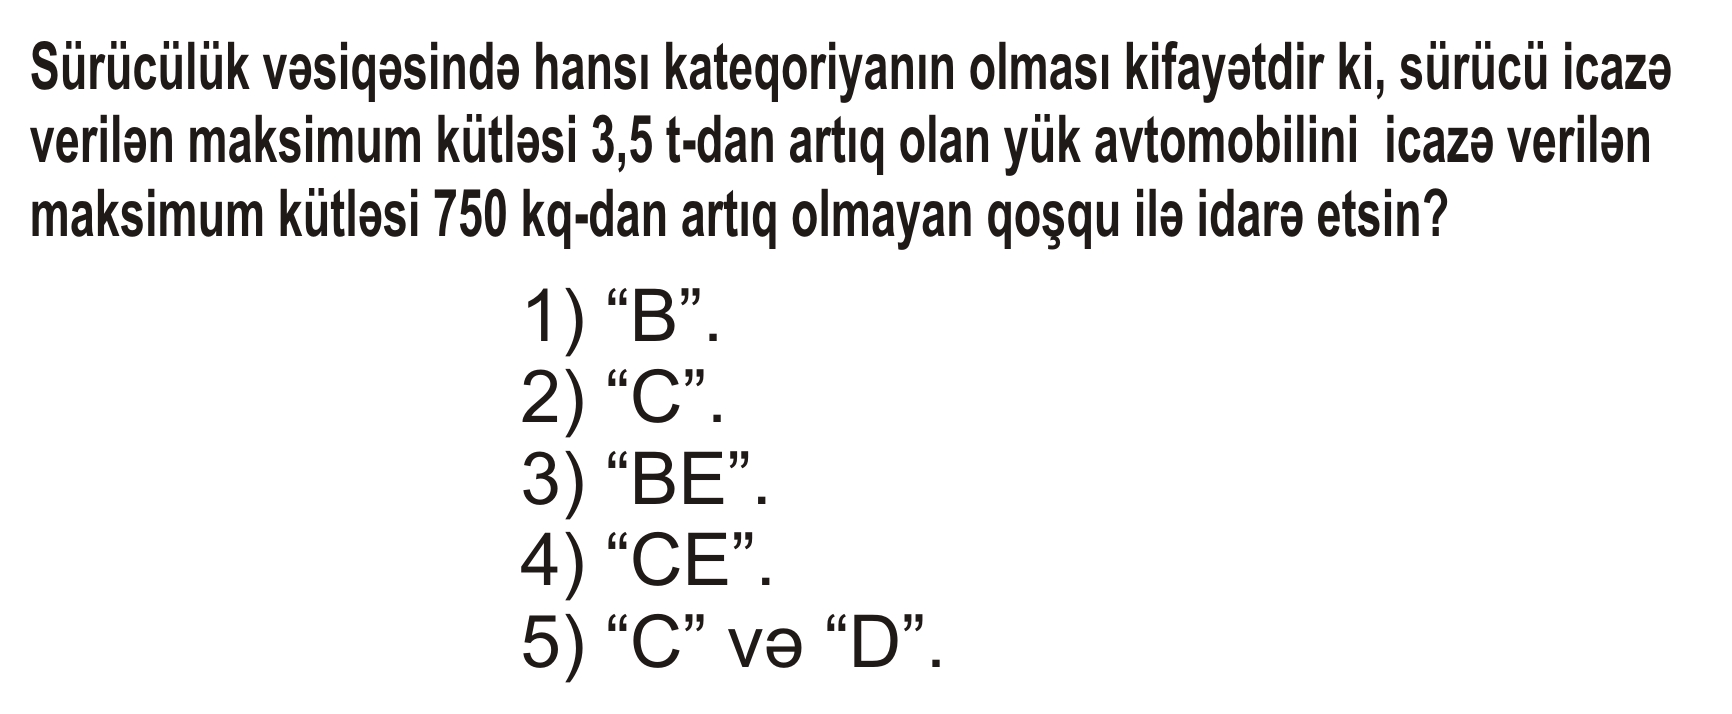 Sürücülük vəsiqəsində hansı kateqoriyanın olması kifayətdir ki, sürücü icazə
verilən maksimum kütləsi 3,5 t-dan artıq olan yük avtomobilini icazə verilən
maksimum kütləsi 750 kq-dan artıq olmayan qoşqu ilə idarə etsin?
1) “B”.
2) “C”.
3) “BE”.
4) “CE”.
5) “C” və “D”.